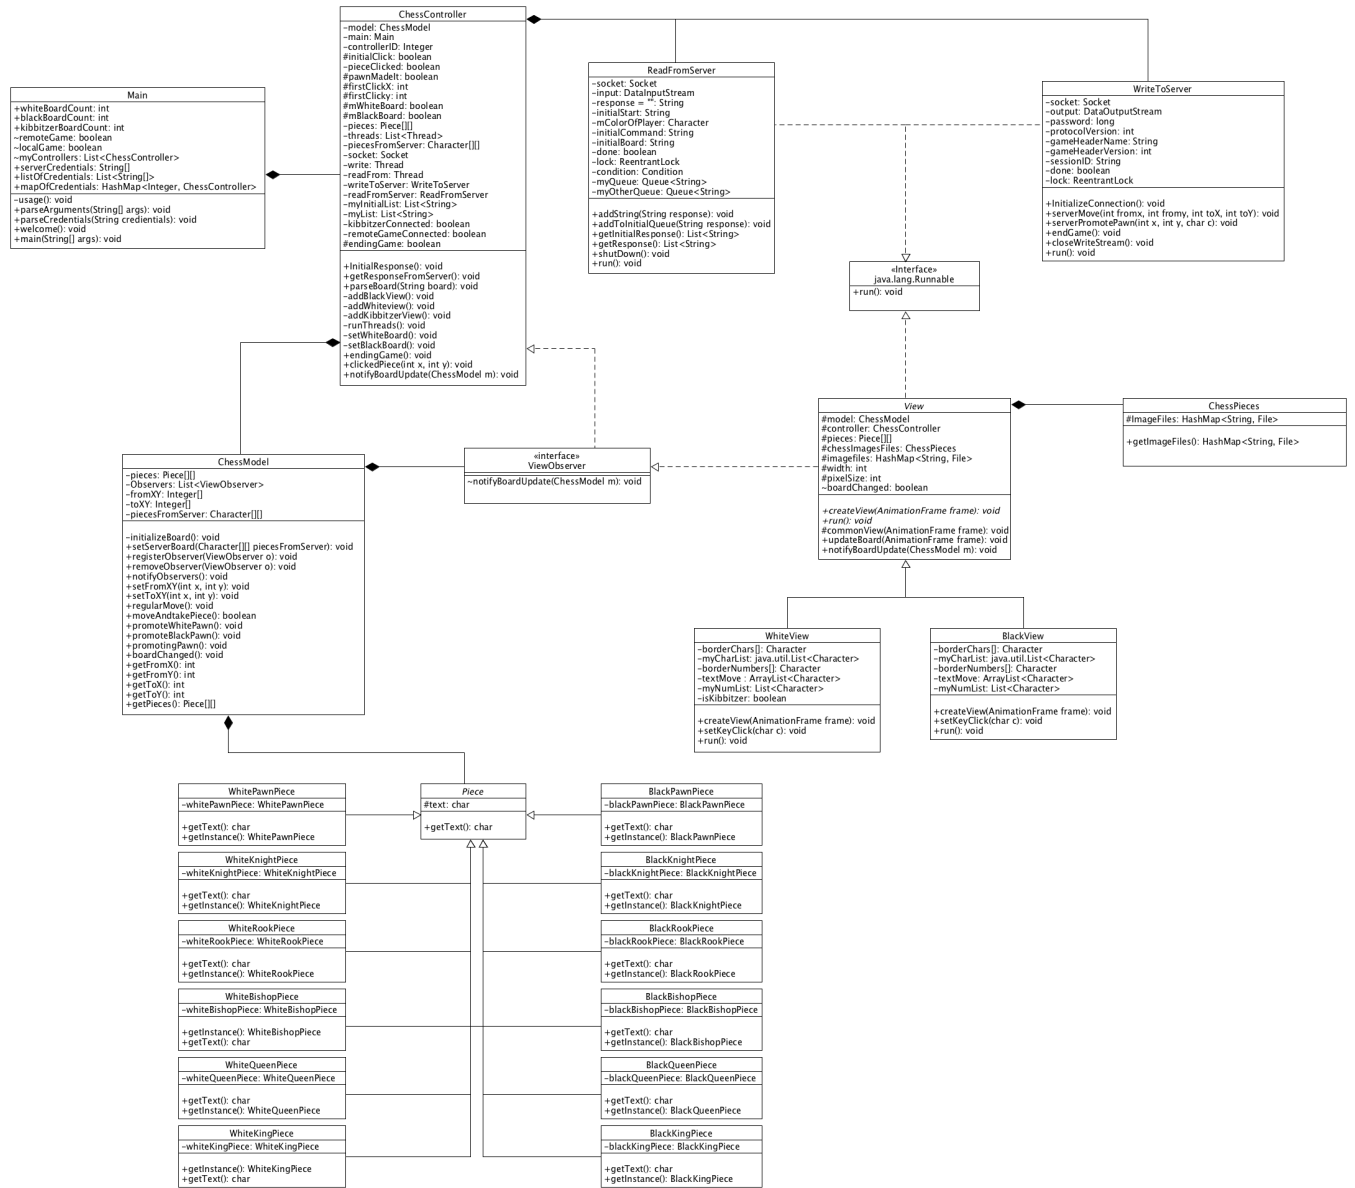 ChessController
-model: ChessModel
-main: Main
-controllerID: Integer
#initialClick: boolean
-pieceClicked: boolean
#pawnMadeIt: boolean
#firstClickX: int
#firstClicky: int
#mWhiteBoard: boolean
#mBlackBoard: boolean
-pieces: Piece[][]
-threads: List<Thread>
-piecesFromServer: Character[][]
-socket: Socket
-write: Thread
-readFrom: Thread
-writeToServer: WriteToServer
-readFromServer: ReadFromServer
-myInitialList: List<String>
-myList: List<String>
-kibbitzerConnected: boolean
-remoteGameConnected: boolean
#endingGame: boolean
+InitialResponse(): void
+getResponseFromServer(): void
+parseBoard(String board): void
-addBlackView(): void
-addWhiteview(): void
-addKibbitzerView(): void
-runThreads(): void
-setWhiteBoard(): void
-setBlackBoard(): void
+endingGame(): void
+clickedPiece(int x, int y): void
+notifyBoardUpdate(ChessModel m): void
Main
+whiteBoardCount: int
+blackBoardCount: int
+kibbitzerBoardCount: int
~remoteGame: boolean
~localGame: boolean
~myControllers: List<ChessController>
+serverCredentials: String[]
+listOfCredentials: List<String[]>
+mapOfCredentials: HashMap<Integer, ChessController>
-usage(): void
+parseArguments(String[] args): void
+parseCredentials(String credientials): void
+welcome(): void
+main(String[] args): void
ReadFromServer
-socket: Socket
-input: DataInputStream
-response = "": String
-initialStart: String
-mColorOfPlayer: Character
-initialCommand: String
-initialBoard: String
-done: boolean
-lock: ReentrantLock
-condition: Condition
-myQueue: Queue<String>
-myOtherQueue: Queue<String>
+addString(String response): void
+addToInitialQueue(String response): void
+getInitialResponse(): List<String>
+getResponse(): List<String>
+shutDown(): void
+run(): void
WriteToServer
-socket: Socket
-output: DataOutputStream
-password: long
-protocolVersion: int
-gameHeaderName: String
-gameHeaderVersion: int
-sessionID: String
-done: boolean
-lock: ReentrantLock
+InitializeConnection(): void
+serverMove(int fromx, int fromy, int toX, int toY): void
+serverPromotePawn(int x, int y, char c): void
+endGame(): void
+closeWriteStream(): void
+run(): void
«Interface»
java.lang.Runnable
+run(): void
View
#model: ChessModel
#controller: ChessController
#pieces: Piece[][]
#chessImagesFiles: ChessPieces
#imagefiles: HashMap<String, File>
#width: int
#pixelSize: int
~boardChanged: boolean
+createView(AnimationFrame frame): void
+run(): void
#commonView(AnimationFrame frame): void
+updateBoard(AnimationFrame frame): void
+notifyBoardUpdate(ChessModel m): void
ChessPieces
#ImageFiles: HashMap<String, File>
+getImageFiles(): HashMap<String, File>
ChessModel
-pieces: Piece[][]
-Observers: List<ViewObserver>
-fromXY: Integer[]
-toXY: Integer[]
-piecesFromServer: Character[][]
-initializeBoard(): void
+setServerBoard(Character[][] piecesFromServer): void
+registerObserver(ViewObserver o): void
+removeObserver(ViewObserver o): void
+notifyObservers(): void
+setFromXY(int x, int y): void
+setToXY(int x, int y): void
+regularMove(): void
+moveAndtakePiece(): boolean
+promoteWhitePawn(): void
+promoteBlackPawn(): void
+promotingPawn(): void
+boardChanged(): void
+getFromX(): int
+getFromY(): int
+getToX(): int
+getToY(): int
+getPieces(): Piece[][]
«interface»
ViewObserver
~notifyBoardUpdate(ChessModel m): void
WhiteView
-borderChars[]: Character
-myCharList: java.util.List<Character>
-borderNumbers[]: Character
-textMove : ArrayList<Character>
-myNumList: List<Character>
-isKibbitzer: boolean
+createView(AnimationFrame frame): void
+setKeyClick(char c): void
+run(): void
BlackView
-borderChars[]: Character
-myCharList: java.util.List<Character>
-borderNumbers[]: Character
-textMove: ArrayList<Character>
-myNumList: List<Character>
+createView(AnimationFrame frame): void
+setKeyClick(char c): void
+run(): void
WhitePawnPiece
-whitePawnPiece: WhitePawnPiece
+getText(): char
+getInstance(): WhitePawnPiece
Piece
#text: char
+getText(): char
BlackPawnPiece
-blackPawnPiece: BlackPawnPiece
+getText(): char
+getInstance(): BlackPawnPiece
WhiteKnightPiece
-whiteKnightPiece: WhiteKnightPiece
+getText(): char
+getInstance(): WhiteKnightPiece
BlackKnightPiece
-blackKnightPiece: BlackKnightPiece
+getText(): char
+getInstance(): BlackKnightPiece
WhiteRookPiece
-whiteRookPiece: WhiteRookPiece
+getText(): char
+getInstance(): WhiteRookPiece
BlackRookPiece
-blackRookPiece: BlackRookPiece
+getText(): char
+getInstance(): BlackRookPiece
WhiteBishopPiece
-whiteBishopPiece: WhiteBishopPiece
+getInstance(): WhiteBishopPiece
+getText(): char
BlackBishopPiece
-blackBishopPiece: BlackBishopPiece
+getText(): char
+getInstance(): BlackBishopPiece
WhiteQueenPiece
-whiteQueenPiece: WhiteQueenPiece
+getText(): char
+getInstance(): WhiteQueenPiece
BlackQueenPiece
-blackQueenPiece: BlackQueenPiece
+getText(): char
+getInstance(): BlackQueenPiece
WhiteKingPiece
-whiteKingPiece: WhiteKingPiece
+getInstance(): WhiteKingPiece
+getText(): char
BlackKingPiece
-blackKingPiece: BlackKingPiece
+getText(): char
+getInstance(): BlackKingPiece